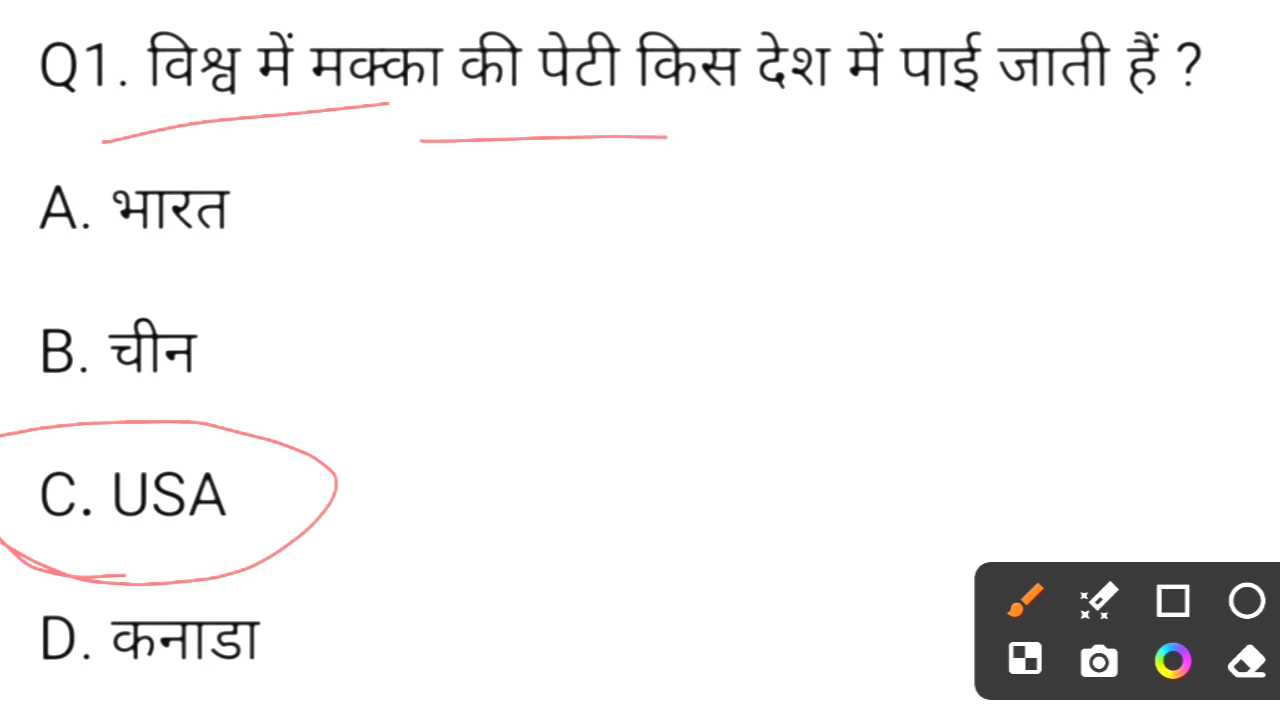 Q1. विश्व में मक्का की पेटी किस देश में पाई जाती हैं ?
A. भारत
B. चीन
C. USA
D. कनाडा